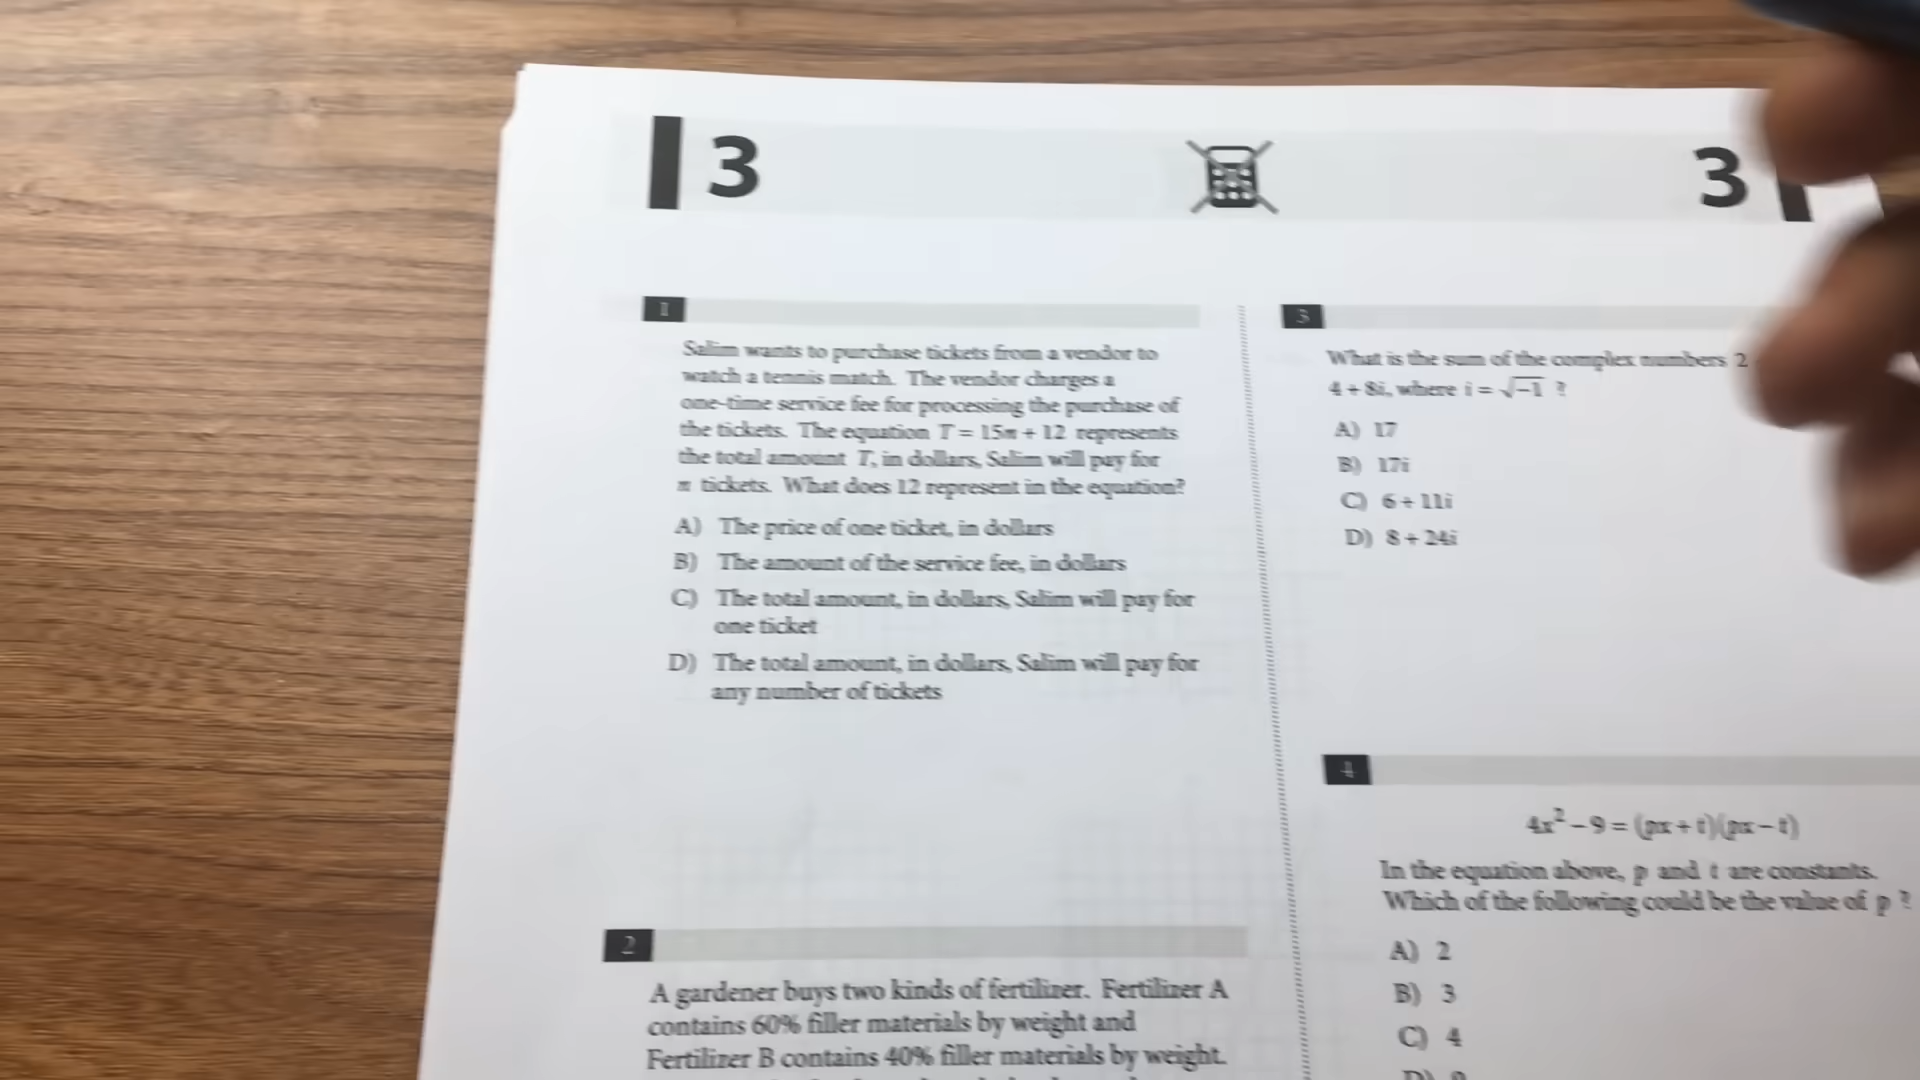 3 3
1
Salim wants to purchase tickets from a vendor to
watch a tennis match. The vendor charges a
one-time service fee for processing the purchase of
the tickets. The equation T = 15n + 12 represents
the total amount T, in dollars, Salim will pay for
n tickets. What does 12 represent in the equation?
A) The price of one ticket, in dollars
B) The amount of the service fee, in dollars
C) The total amount, in dollars, Salim will pay for
one ticket
D) The total amount, in dollars, Salim will pay for
any number of tickets
2
A gardener buys two kinds of fertilizer. Fertilizer A
contains 60% filler materials by weight and
Fertilizer B contains 40% filler materials by weight.
3
What is the sum of the complex numbers 2
4 + 8i, where i = √−1 ?
A) 17
B) 17i
C) 6 + 11i
D) 8 + 24i
4
4x² − 9 = (px + t)(px − t)
In the equation above, p and t are constants.
Which of the following could be the value of p ?
A) 2
B) 3
C) 4